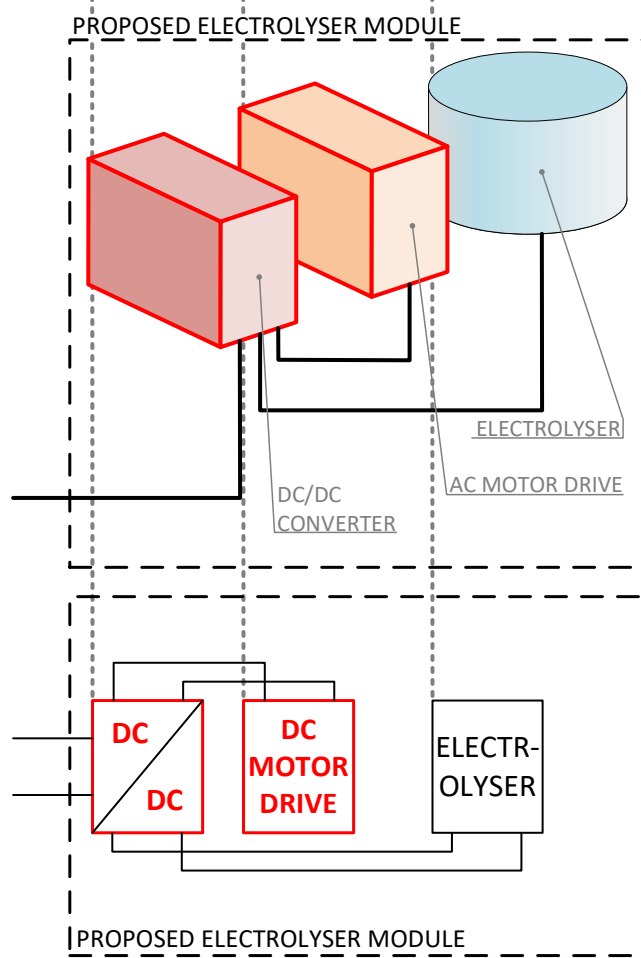 PROPOSED ELECTROLYSER MODULE
ELECTROLYSER
AC MOTOR DRIVE
DC/DC
CONVERTER
DC
DC
DC
MOTOR
DRIVE
ELECTR-
OLYSER
PROPOSED ELECTROLYSER MODULE